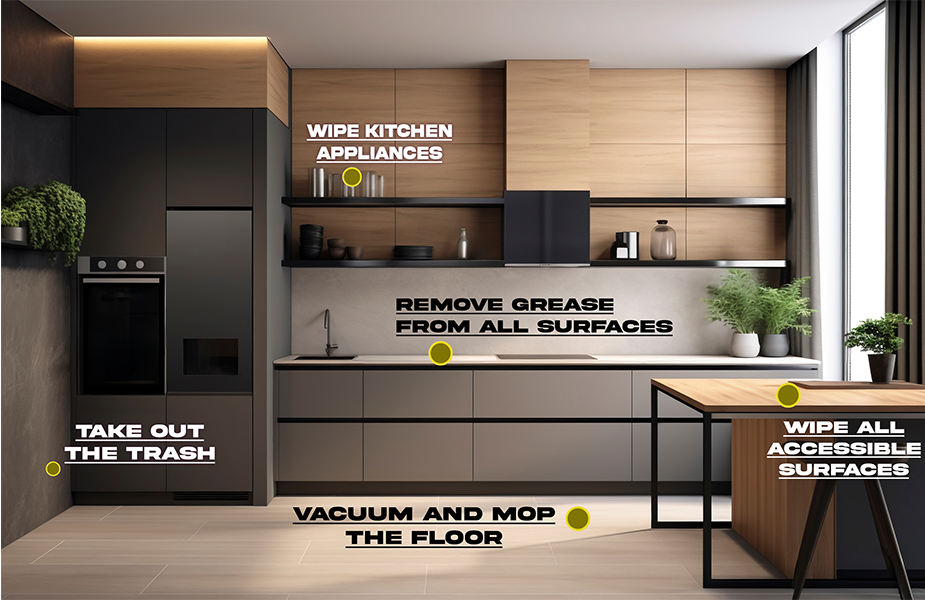 WIPE KITCHEN
APPLIANCES
REMOVE GREASE
FROM ALL SURFACES
TAKE OUT
THE TRASH
WIPE ALL
ACCESSIBLE
SURFACES
VACUUM AND MOP
THE FLOOR